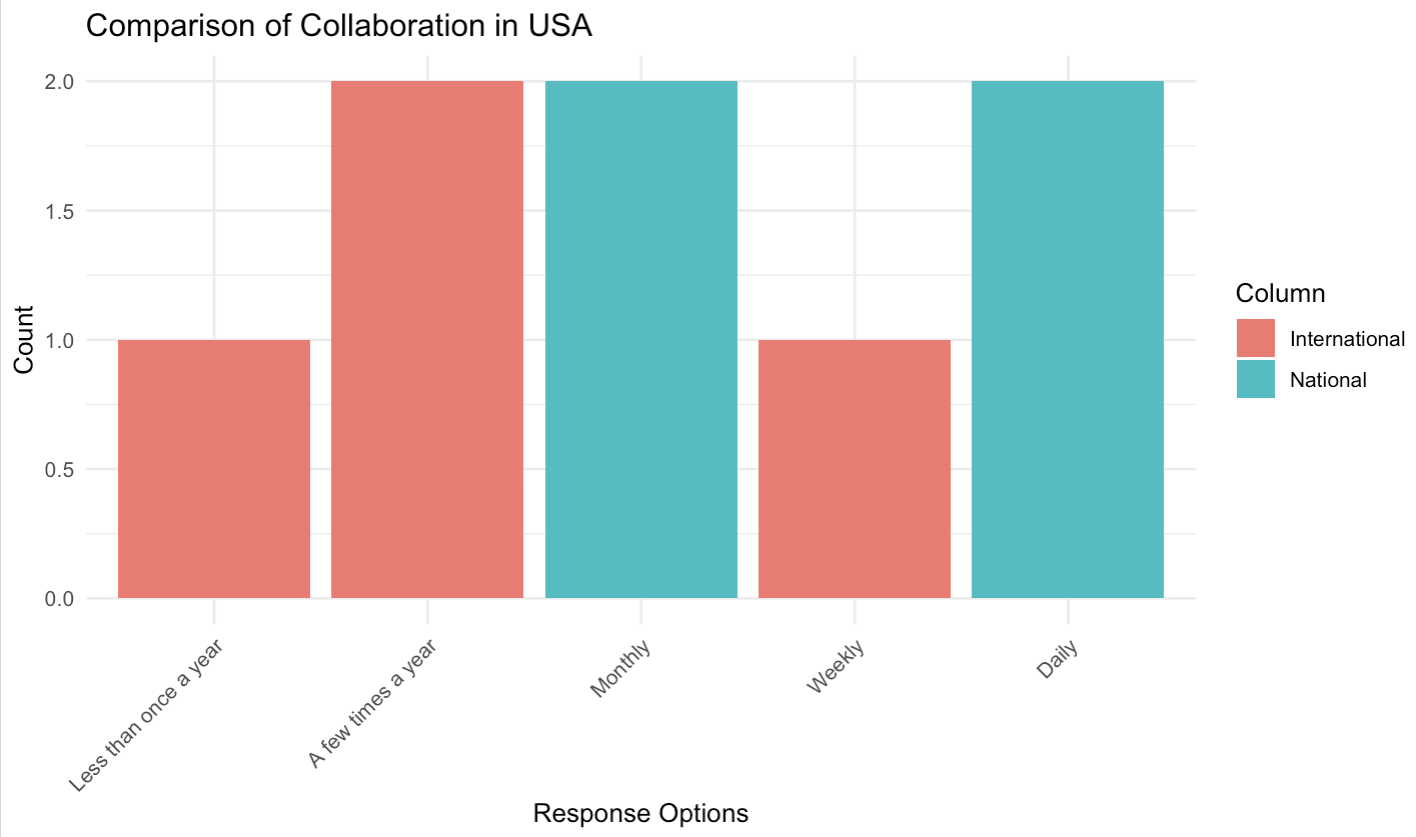 Comparison of Collaboration in USA
2.0
1.5
1.0
0.5
0.0
Count
Less than once a year
A few times a year
Monthly
Weekly
Daily
Response Options
Column
International
National